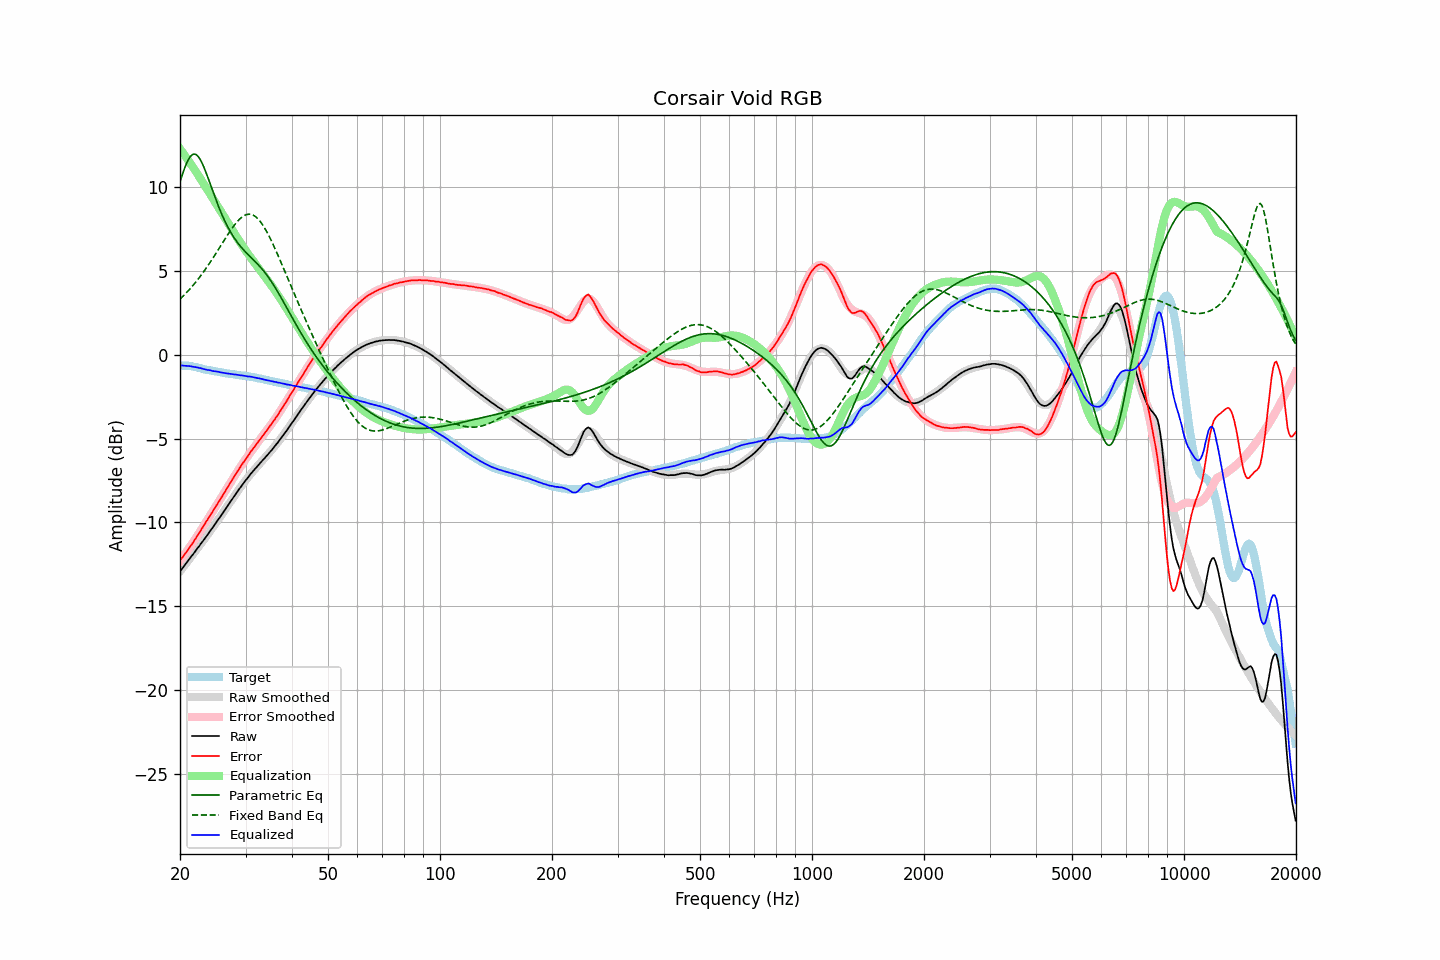 Corsair Void RGB
Amplitude (dBr)
10
5
0
−5
−10
−15
−20
−25
Target
Raw Smoothed
Error Smoothed
Raw
Error
Equalization
Parametric Eq
Fixed Band Eq
Equalized
20
50
100
200
500
1000
2000
5000
10000
20000
Frequency (Hz)